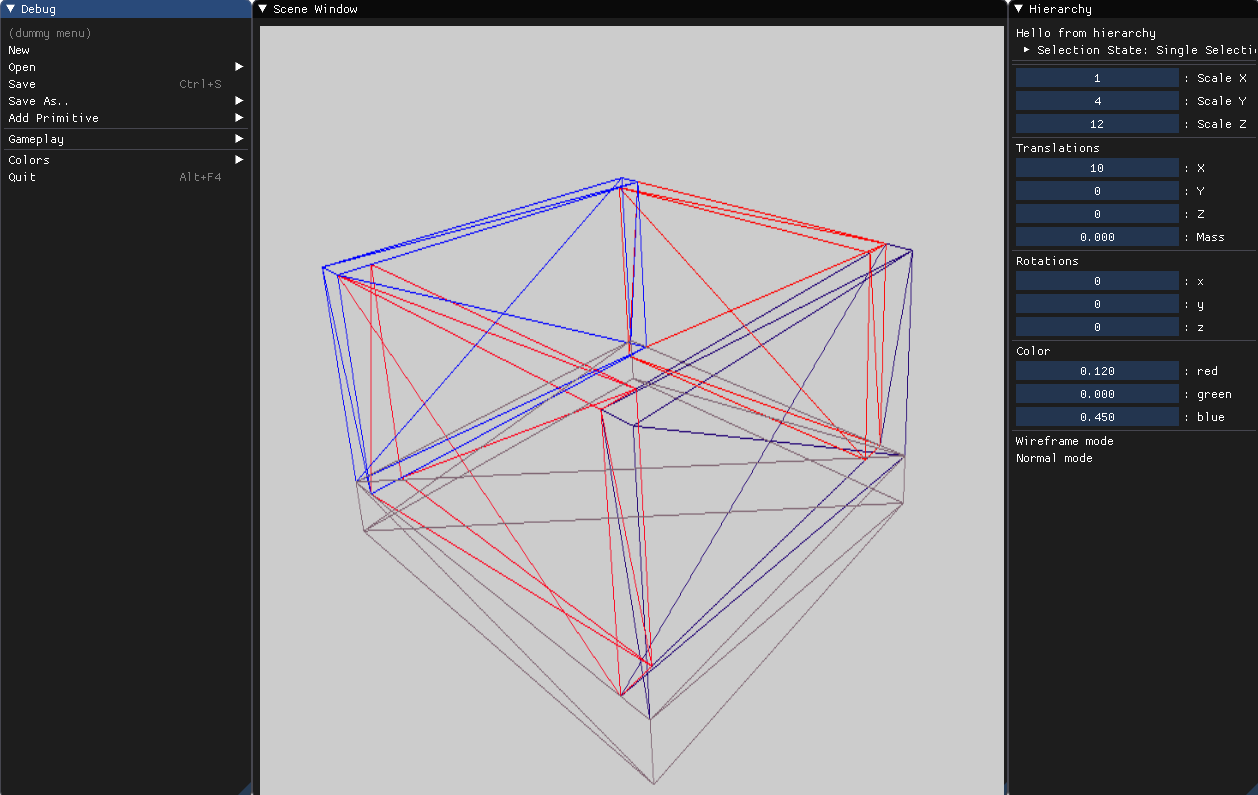 Debug
(dummy menu)
New
Open
Save Ctrl+S
Save As..
Add Primitive
Gameplay
Colors
Quit Alt+F4
Scene Window
Hierarchy
Hello from hierarchy
Selection State: Single Selecti
1 : Scale X
4 : Scale Y
12 : Scale Z
Translations
10 : X
0 : Y
0 : Z
0.000 : Mass
Rotations
0 : x
0 : y
0 : z
Color
0.120 : red
0.000 : green
0.450 : blue
Wireframe mode
Normal mode